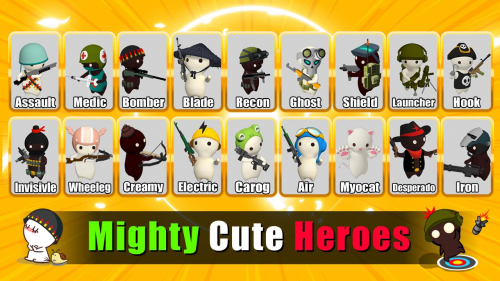 Assault Medic Bomber Blade Recon Ghost Shield Launcher Hook
Invisivle Wheeleg Creamy Electric Carog Air Myocat Desperado Iron
Mighty Cute Heroes